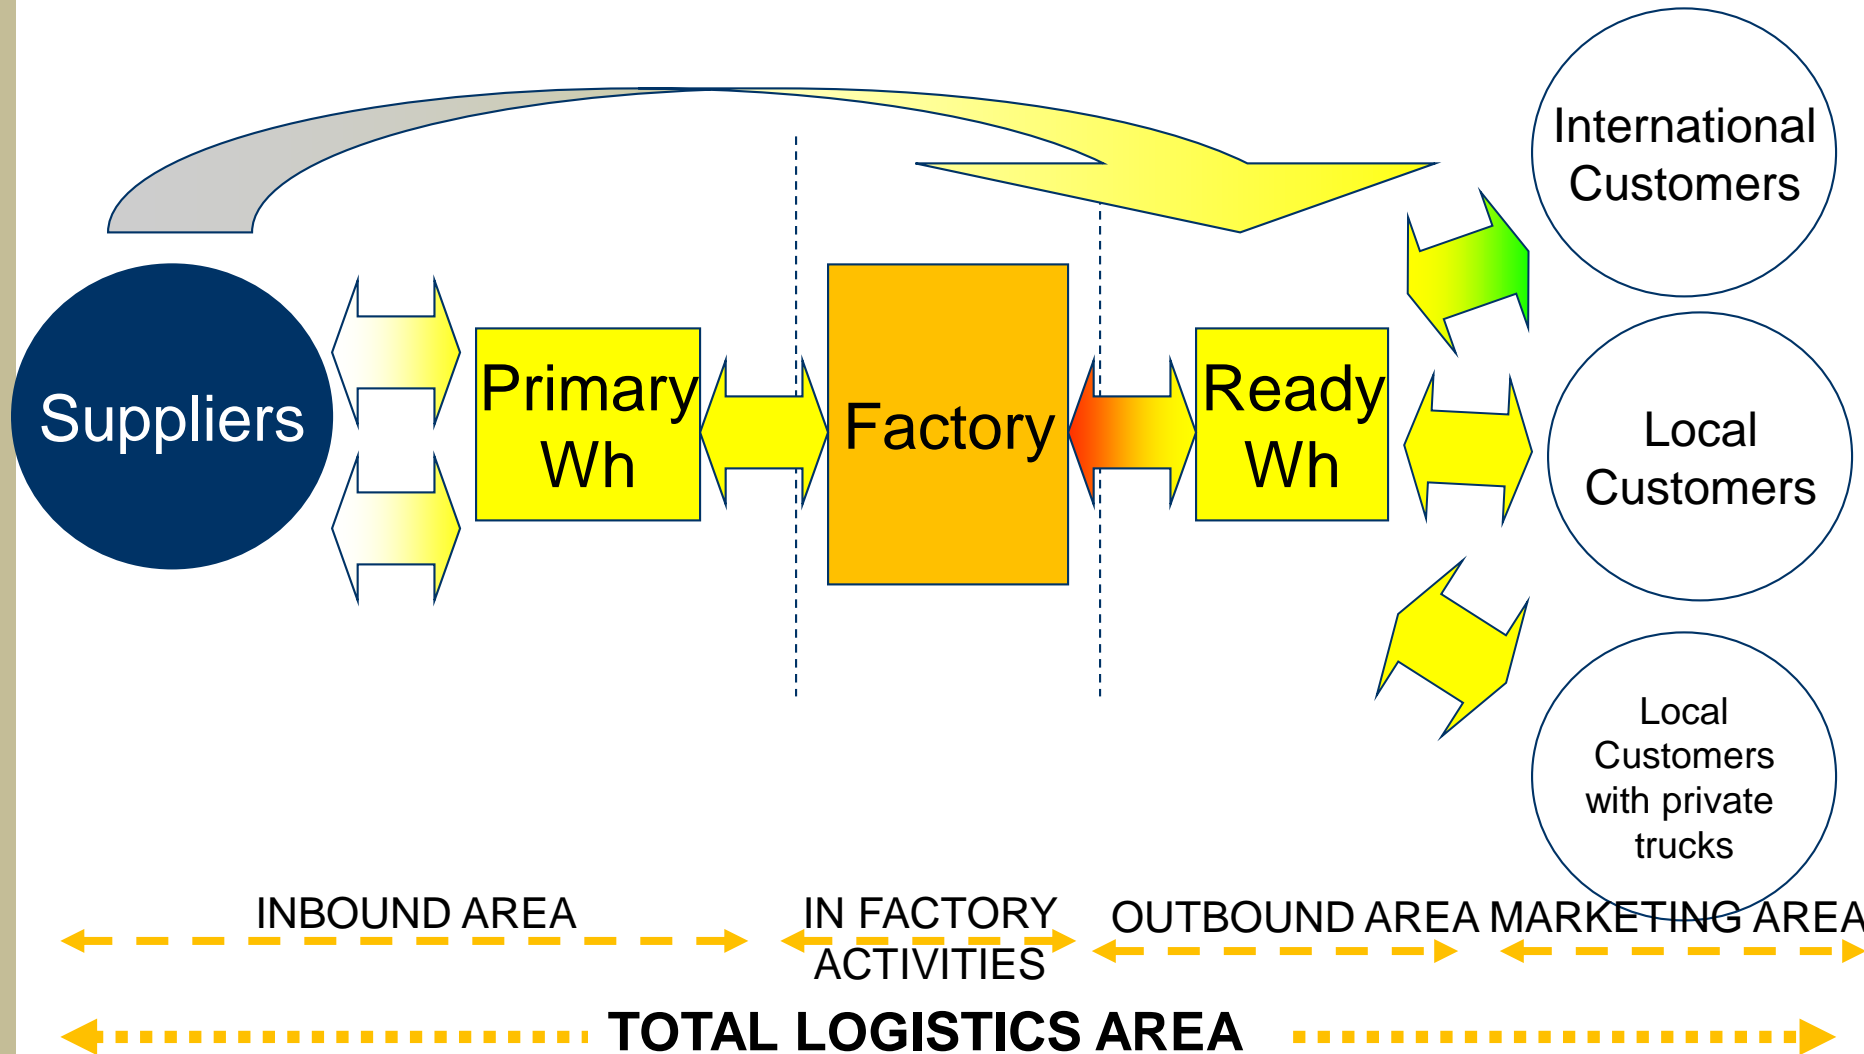 International
Customers
Suppliers
Primary
Wh
Factory
Ready
Wh
Local
Customers
Local
Customers
with private
trucks
INBOUND AREA
IN FACTORY
ACTIVITIES
OUTBOUND AREA
MARKETING AREA
TOTAL LOGISTICS AREA